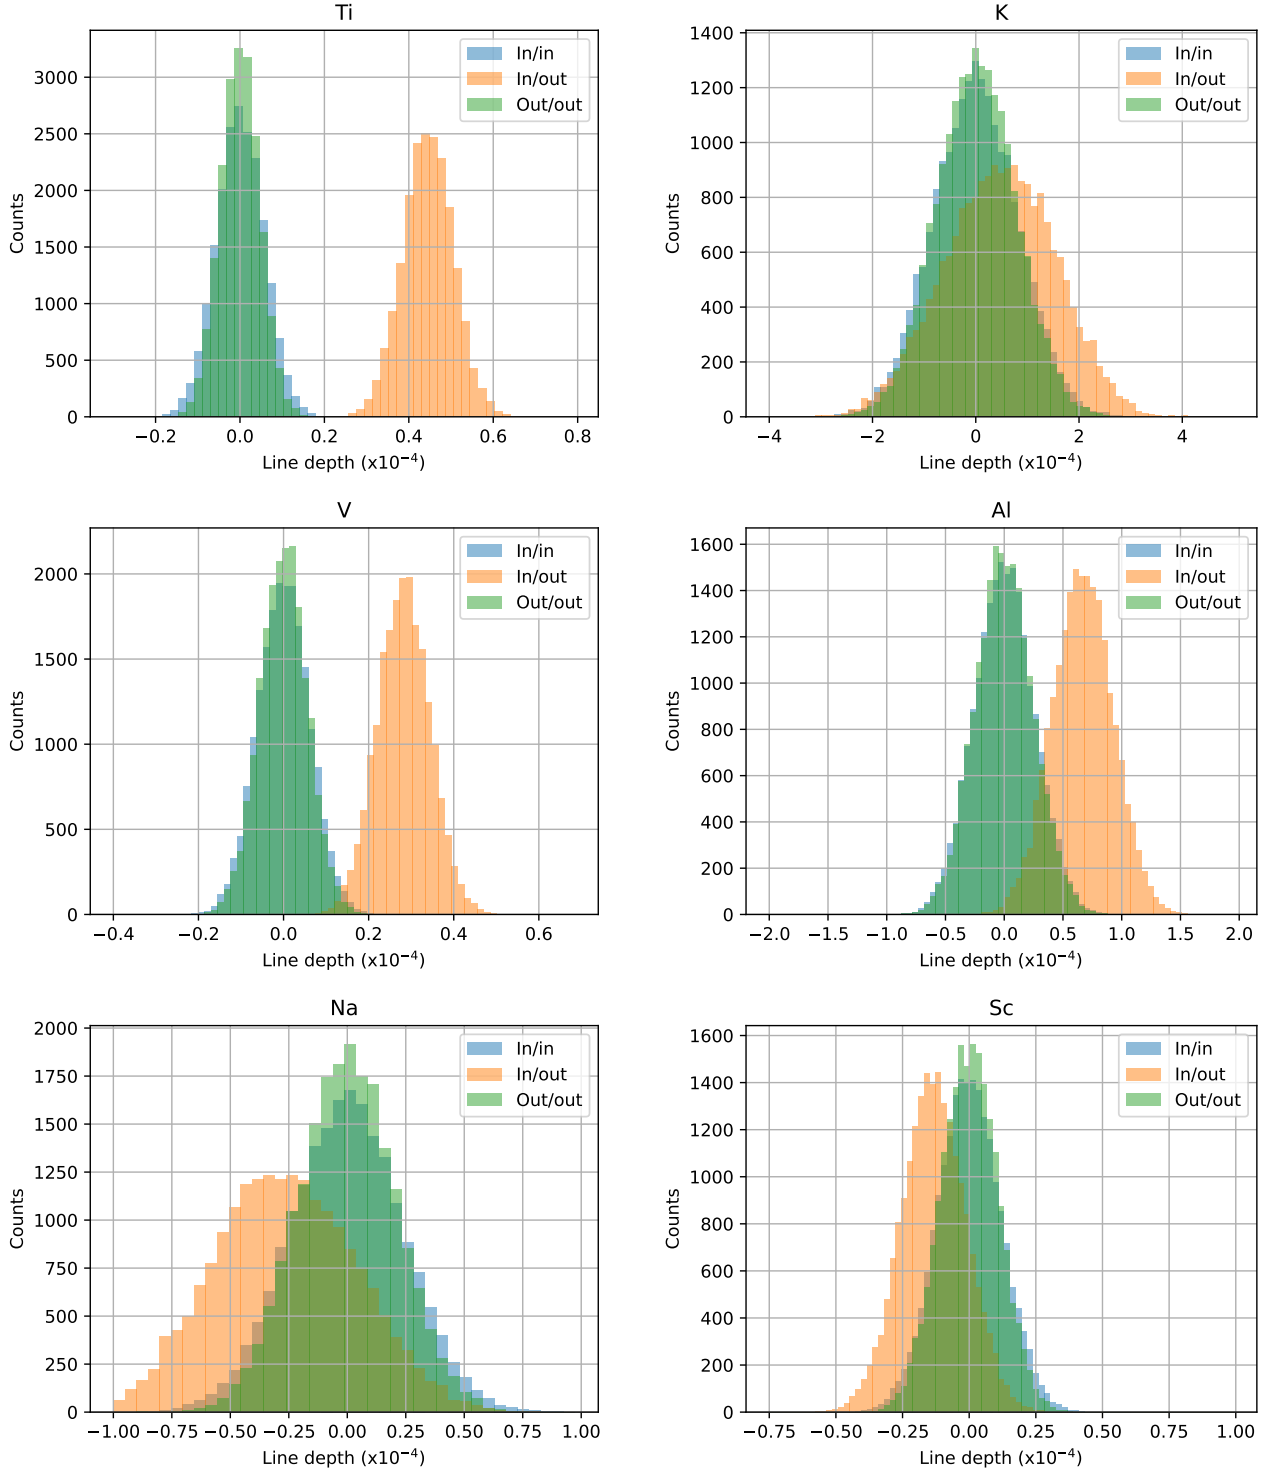 Ti
3000
2500
2000
1500
1000
500
0
Counts
In/in
In/out
Out/out
−0.2 0.0 0.2 0.4 0.6 0.8
Line depth (x10⁻⁴)
K
1400
1200
1000
800
600
400
200
0
Counts
In/in
In/out
Out/out
−4 −2 0 2 4
Line depth (x10⁻⁴)
V
2000
1500
1000
500
0
Counts
In/in
In/out
Out/out
−0.4 −0.2 0.0 0.2 0.4 0.6
Line depth (x10⁻⁴)
Al
1600
1400
1200
1000
800
600
400
200
0
Counts
In/in
In/out
Out/out
−2.0 −1.5 −1.0 −0.5 0.0 0.5 1.0 1.5 2.0
Line depth (x10⁻⁴)
Na
2000
1750
1500
1250
1000
750
500
250
0
Counts
In/in
In/out
Out/out
−1.00 −0.75 −0.50 −0.25 0.00 0.25 0.50 0.75 1.00
Line depth (x10⁻⁴)
Sc
1600
1400
1200
1000
800
600
400
200
0
Counts
In/in
In/out
Out/out
−0.75 −0.50 −0.25 0.00 0.25 0.50 0.75 1.00
Line depth (x10⁻⁴)